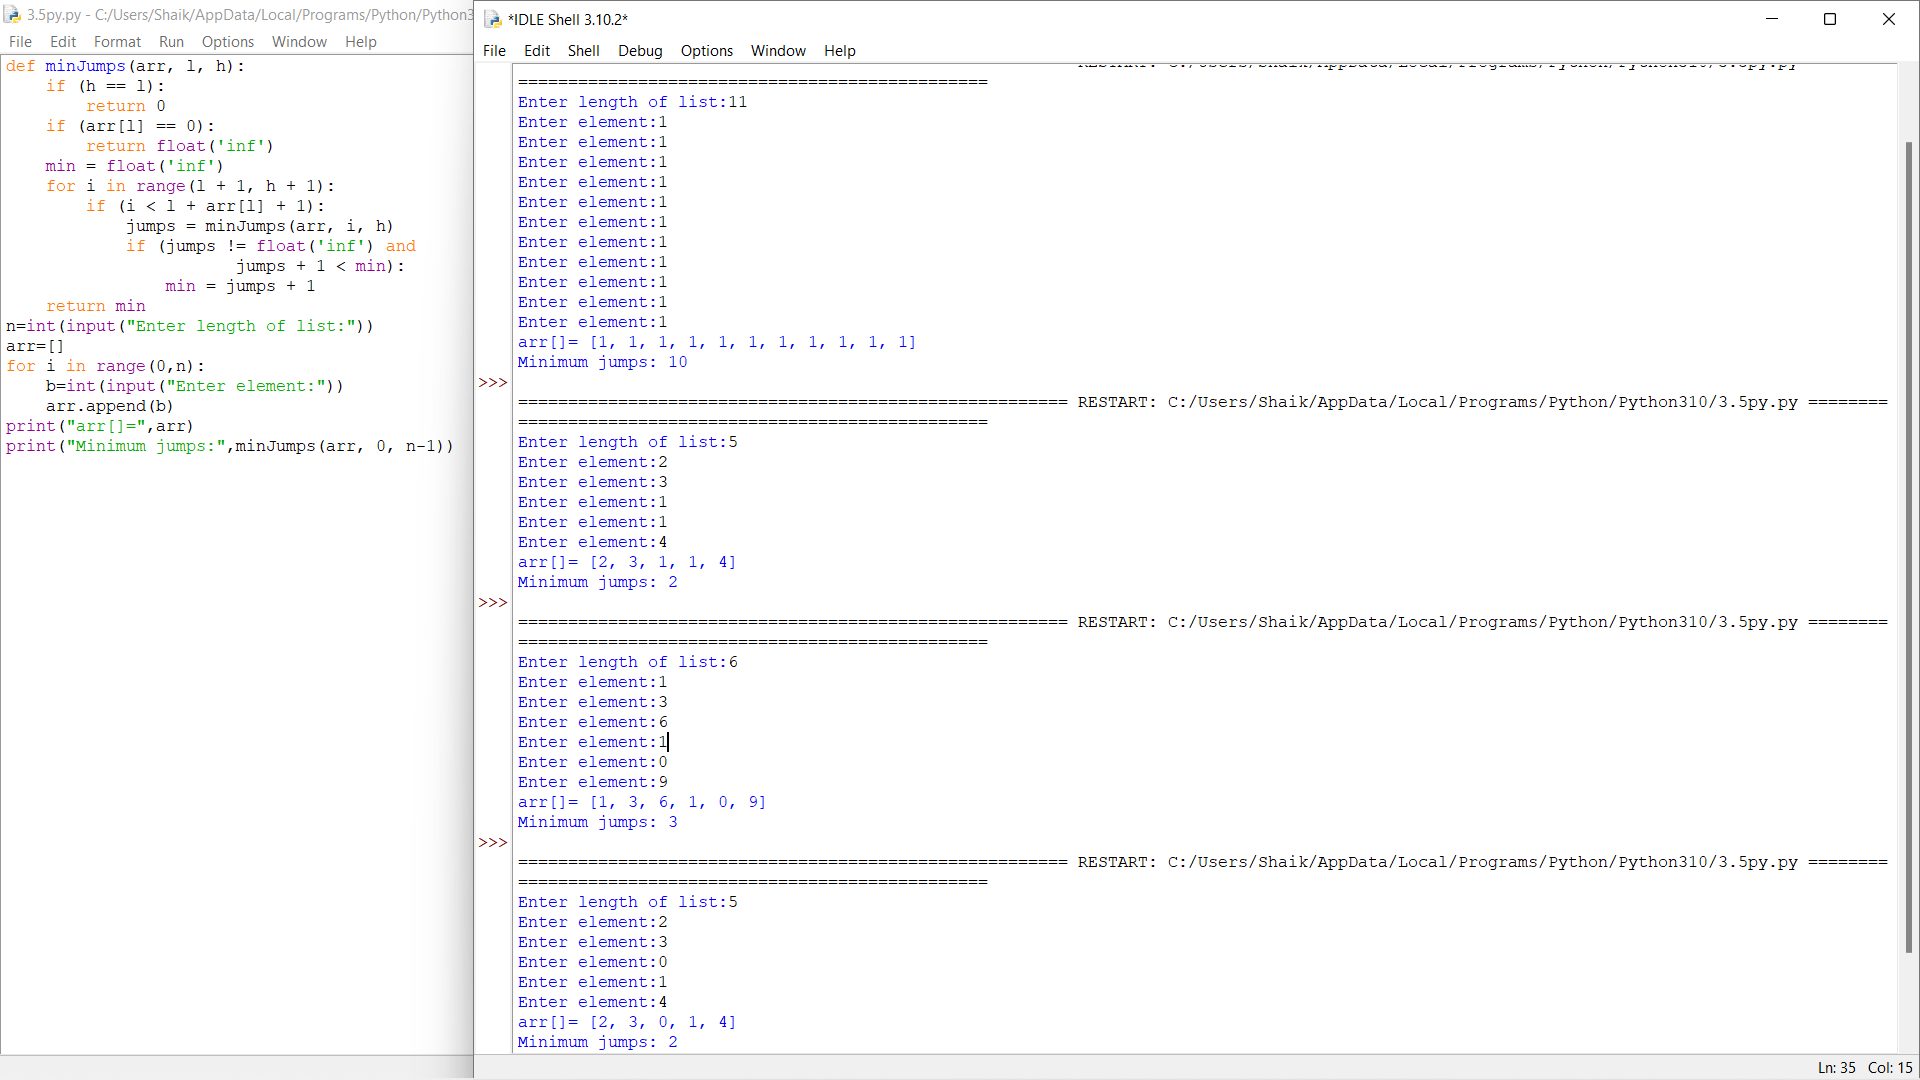 3.5py.py - C:/Users/Shaik/AppData/Local/Programs/Python/Python3
File Edit Format Run Options Window Help
def minJumps(arr, l, h):
    if (h == l):
        return 0
    if (arr[l] == 0):
        return float('inf')
    min = float('inf')
    for i in range(l + 1, h + 1):
        if (i < l + arr[l] + 1):
            jumps = minJumps(arr, i, h)
            if (jumps != float('inf') and
                       jumps + 1 < min):
                min = jumps + 1
    return min
n=int(input("Enter length of list:"))
arr=[]
for i in range(0,n):
    b=int(input("Enter element:"))
    arr.append(b)
print("arr[]=",arr)
print("Minimum jumps:",minJumps(arr, 0, n-1))
*IDLE Shell 3.10.2*
File Edit Shell Debug Options Window Help
RESTART: C:/Users/Shaik/AppData/Local/Programs/Python/Python310/3.5py.py
===============================================
Enter length of list:11
Enter element:1
Enter element:1
Enter element:1
Enter element:1
Enter element:1
Enter element:1
Enter element:1
Enter element:1
Enter element:1
Enter element:1
Enter element:1
arr[]= [1, 1, 1, 1, 1, 1, 1, 1, 1, 1, 1]
Minimum jumps: 10
>>>
======================================================= RESTART: C:/Users/Shaik/AppData/Local/Programs/Python/Python310/3.5py.py ========
===============================================
Enter length of list:5
Enter element:2
Enter element:3
Enter element:1
Enter element:1
Enter element:4
arr[]= [2, 3, 1, 1, 4]
Minimum jumps: 2
>>>
======================================================= RESTART: C:/Users/Shaik/AppData/Local/Programs/Python/Python310/3.5py.py ========
===============================================
Enter length of list:6
Enter element:1
Enter element:3
Enter element:6
Enter element:1
Enter element:0
Enter element:9
arr[]= [1, 3, 6, 1, 0, 9]
Minimum jumps: 3
>>>
======================================================= RESTART: C:/Users/Shaik/AppData/Local/Programs/Python/Python310/3.5py.py ========
===============================================
Enter length of list:5
Enter element:2
Enter element:3
Enter element:0
Enter element:1
Enter element:4
arr[]= [2, 3, 0, 1, 4]
Minimum jumps: 2
Ln: 35 Col: 15